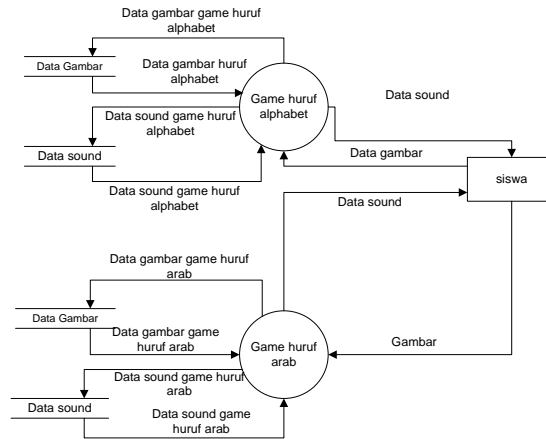 Data gambar game huruf
alphabet
Data Gambar
Data gambar huruf
alphabet
Game huruf
alphabet
Data sound
Data sound game huruf
alphabet
Data sound
Data gambar
siswa
Data sound game huruf
alphabet
Data sound
Data gambar game huruf
arab
Data Gambar
Data gambar game
huruf arab
Game huruf
arab
Gambar
Data sound game huruf
arab
Data sound
Data sound game
huruf arab